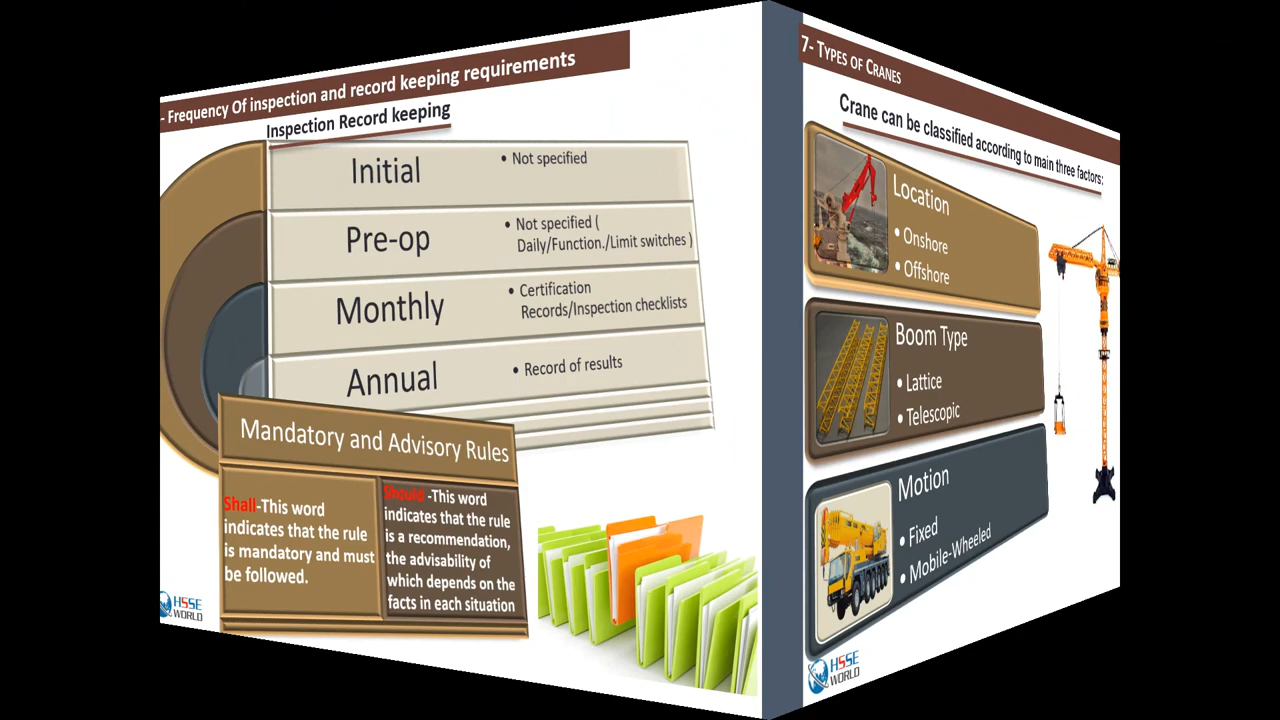 - Frequency Of inspection and record keeping requirements
Inspection Record keeping
Initial
• Not specified
Pre-op
• Not specified (
Daily/Function./Limit switches )
Monthly
• Certification
Records/Inspection checklists
Annual
• Record of results
Mandatory and Advisory Rules
Shall-This word
indicates that the rule
is mandatory and must
be followed.
Should -This word
indicates that the rule
is a recommendation,
the advisability of
which depends on the
facts in each situation
HSSE
WORLD
7- TYPES OF CRANES
Crane can be classified according to main three factors:
Location
• Onshore
• Offshore
Boom Type
• Lattice
• Telescopic
Motion
• Fixed
• Mobile-Wheeled
HSSE
WORLD